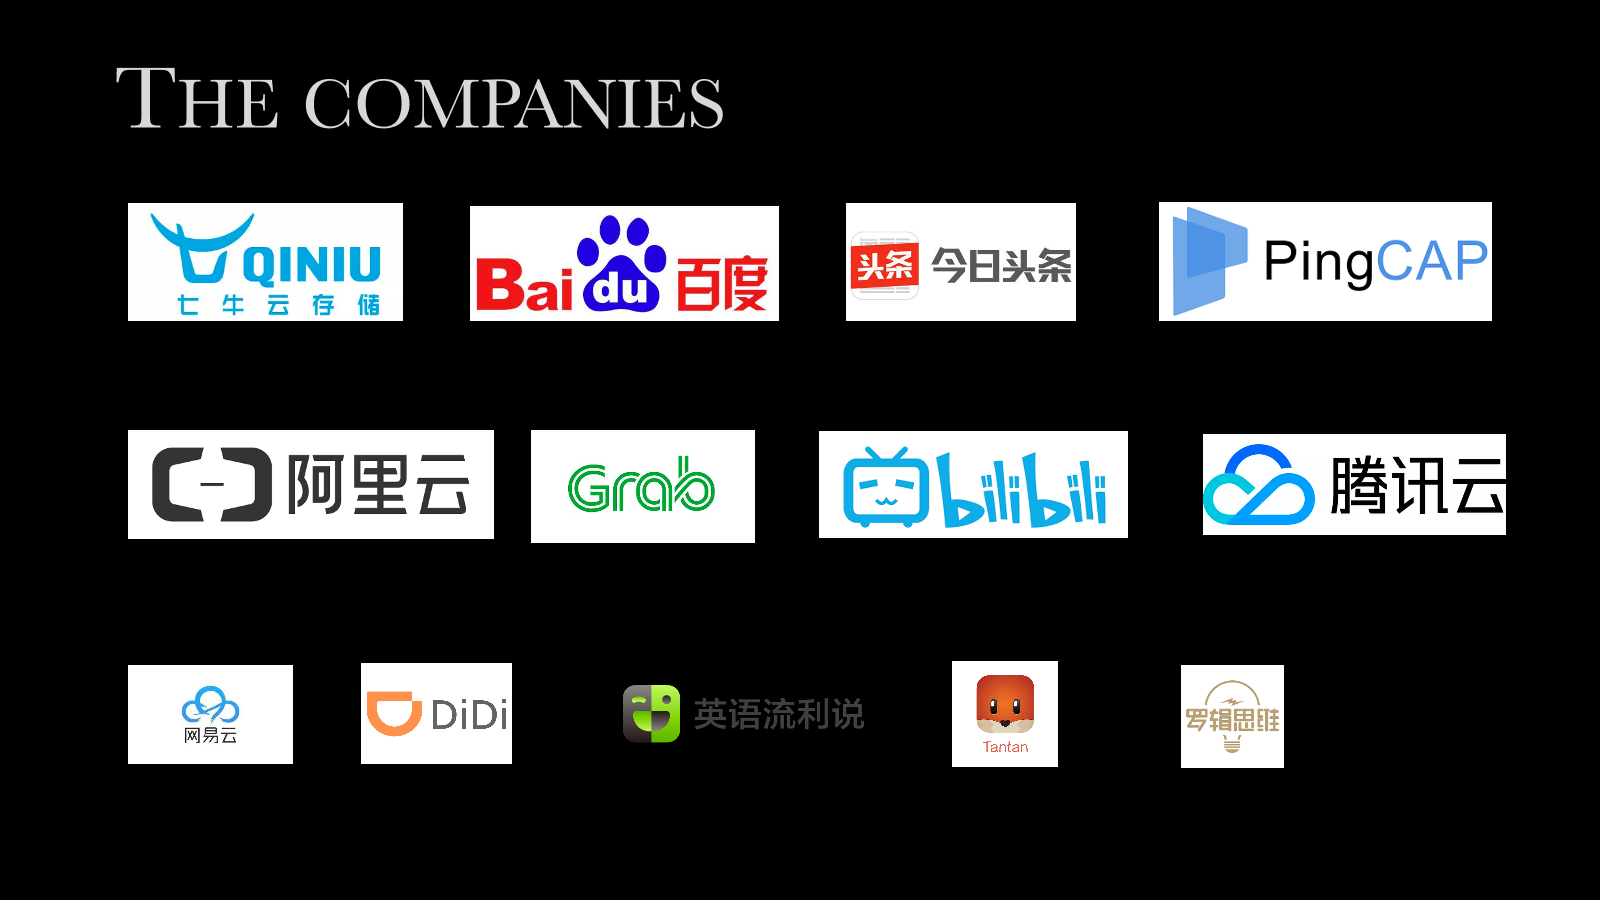 THE COMPANIES
QINIU
七牛云存储
Bai du 百度
头条 今日头条
PingCAP
阿里云
Grab
bilibili
腾讯云
网易云
DiDi
英语流利说
Tantan
罗辑思维